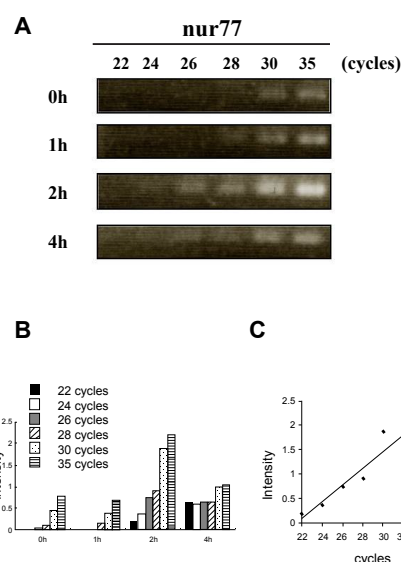 A
nur77
22 24 26 28 30 35 (cycles)
0h
1h
2h
4h
B
22 cycles
24 cycles
26 cycles
28 cycles
30 cycles
35 cycles
2.5
2
1.5
1
0.5
0
0h 1h 2h 4h
C
2.5
2
1.5
1
0.5
0
Intensity
22 24 26 28 30
cycles